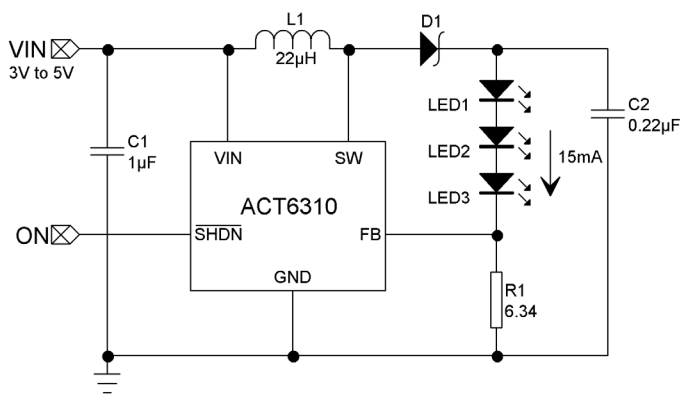 L1
D1
VIN
3V to 5V
22µH
C1
1µF
VIN
SW
LED1
LED2
LED3
C2
0.22µF
15mA
ACT6310
ON
SHDN
FB
GND
R1
6.34